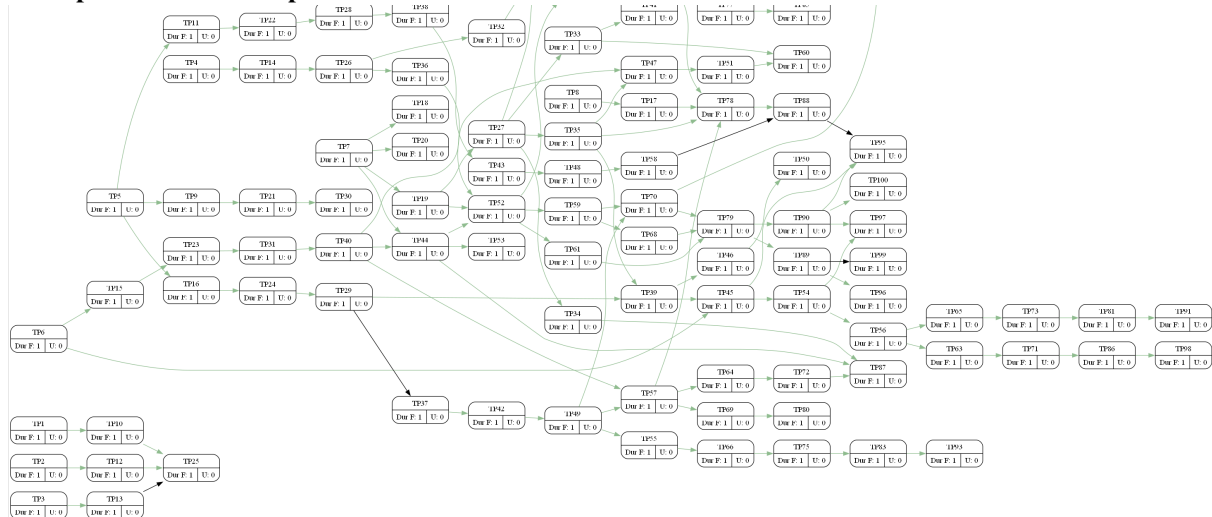 TP11
Dur F: 1 U: 0
TP22
Dur F: 1 U: 0
TP28
Dur F: 1 U: 0
TP38
Dur F: 1 U: 0
TP32
Dur F: 1 U: 0
TP33
Dur F: 1 U: 0
Dur F: 1 U: 0
Dur F: 1 U: 0
Dur F: 1 U: 0
TP4
Dur F: 1 U: 0
TP14
Dur F: 1 U: 0
TP26
Dur F: 1 U: 0
TP36
Dur F: 1 U: 0
TP47
Dur F: 1 U: 0
TP51
Dur F: 1 U: 0
TP60
Dur F: 1 U: 0
TP18
Dur F: 1 U: 0
TP8
Dur F: 1 U: 0
TP17
Dur F: 1 U: 0
TP78
Dur F: 1 U: 0
TP88
Dur F: 1 U: 0
TP7
Dur F: 1 U: 0
TP20
Dur F: 1 U: 0
TP27
Dur F: 1 U: 0
TP35
Dur F: 1 U: 0
TP95
Dur F: 1 U: 0
TP43
Dur F: 1 U: 0
TP48
Dur F: 1 U: 0
TP58
Dur F: 1 U: 0
TP50
Dur F: 1 U: 0
TP100
Dur F: 1 U: 0
TP5
Dur F: 1 U: 0
TP9
Dur F: 1 U: 0
TP21
Dur F: 1 U: 0
TP30
Dur F: 1 U: 0
TP19
Dur F: 1 U: 0
TP52
Dur F: 1 U: 0
TP59
Dur F: 1 U: 0
TP70
Dur F: 1 U: 0
TP79
Dur F: 1 U: 0
TP90
Dur F: 1 U: 0
TP97
Dur F: 1 U: 0
TP23
Dur F: 1 U: 0
TP31
Dur F: 1 U: 0
TP40
Dur F: 1 U: 0
TP44
Dur F: 1 U: 0
TP53
Dur F: 1 U: 0
TP61
Dur F: 1 U: 0
TP68
Dur F: 1 U: 0
TP46
Dur F: 1 U: 0
TP89
Dur F: 1 U: 0
TP99
Dur F: 1 U: 0
TP15
Dur F: 1 U: 0
TP16
Dur F: 1 U: 0
TP24
Dur F: 1 U: 0
TP29
Dur F: 1 U: 0
TP39
Dur F: 1 U: 0
TP45
Dur F: 1 U: 0
TP54
Dur F: 1 U: 0
TP96
Dur F: 1 U: 0
TP6
Dur F: 1 U: 0
TP34
Dur F: 1 U: 0
TP56
Dur F: 1 U: 0
TP65
Dur F: 1 U: 0
TP73
Dur F: 1 U: 0
TP81
Dur F: 1 U: 0
TP91
Dur F: 1 U: 0
TP63
Dur F: 1 U: 0
TP71
Dur F: 1 U: 0
TP86
Dur F: 1 U: 0
TP98
Dur F: 1 U: 0
TP64
Dur F: 1 U: 0
TP72
Dur F: 1 U: 0
TP87
Dur F: 1 U: 0
TP37
Dur F: 1 U: 0
TP42
Dur F: 1 U: 0
TP49
Dur F: 1 U: 0
TP57
Dur F: 1 U: 0
TP69
Dur F: 1 U: 0
TP80
Dur F: 1 U: 0
TP1
Dur F: 1 U: 0
TP10
Dur F: 1 U: 0
TP55
Dur F: 1 U: 0
TP66
Dur F: 1 U: 0
TP75
Dur F: 1 U: 0
TP83
Dur F: 1 U: 0
TP93
Dur F: 1 U: 0
TP2
Dur F: 1 U: 0
TP12
Dur F: 1 U: 0
TP25
Dur F: 1 U: 0
TP3
Dur F: 1 U: 0
TP13
Dur F: 1 U: 0